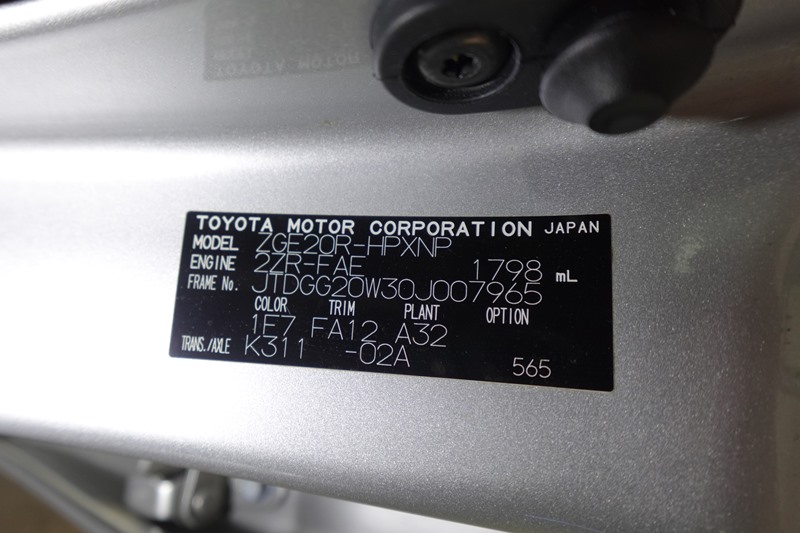 TOYOTA MOTOR CORPORATION JAPAN
MODEL ZGE20R-HPXNP
ENGINE 2ZR-FAE 1798 mL
FRAME No. JTDGG20W30J007965
COLOR TRIM PLANT OPTION
1E7 FA12 A32
TRANS./AXLE K311 -02A 565